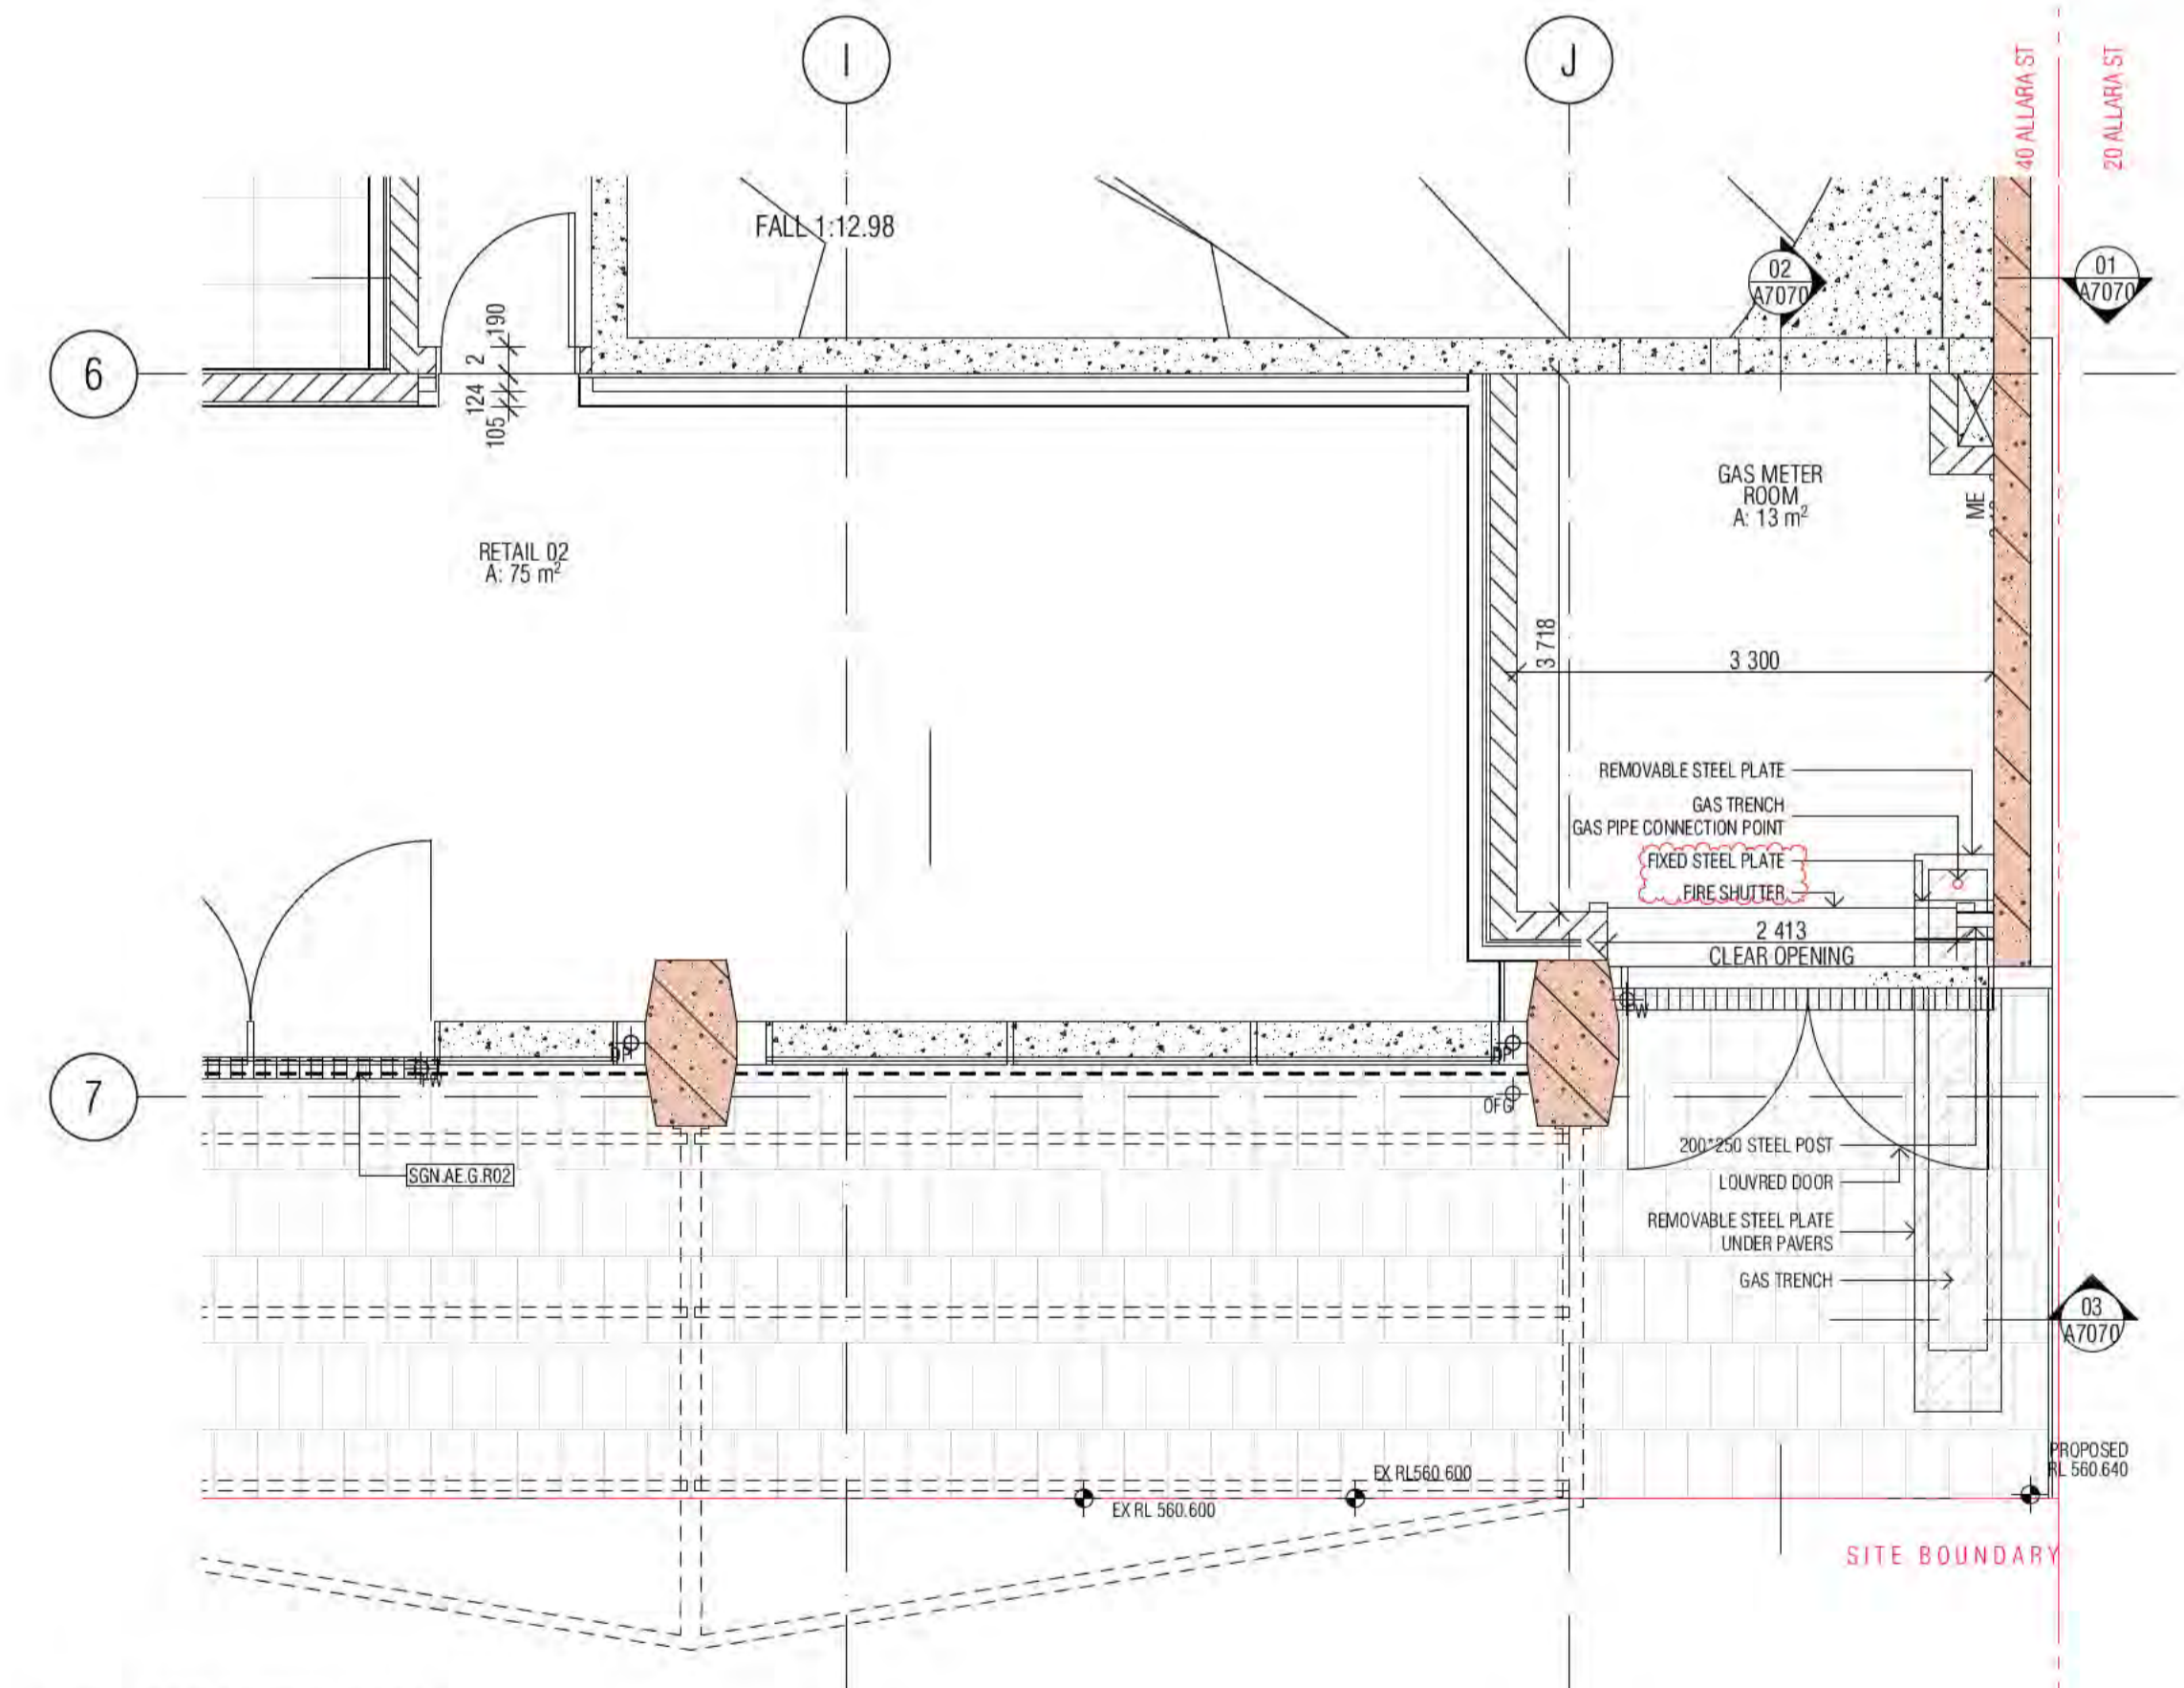 I
J
40 ALLARA ST
20 ALLARA ST
FALL 1:12.98
02
A7070
01
A7070
190
2
124
105
6
GAS METER
ROOM
A: 13 m²
ME
RETAIL 02
A: 75 m²
3 718
3 300
REMOVABLE STEEL PLATE
GAS TRENCH
GAS PIPE CONNECTION POINT
FIXED STEEL PLATE
FIRE SHUTTER
2 413
CLEAR OPENING
DP
DP
FW
FW
7
OFG
200*250 STEEL POST
SGN.AE.G.R02
LOUVRED DOOR
REMOVABLE STEEL PLATE
UNDER PAVERS
GAS TRENCH
03
A7070
PROPOSED
RL 560.640
EX RL560.600
EX RL 560.600
SITE BOUNDARY